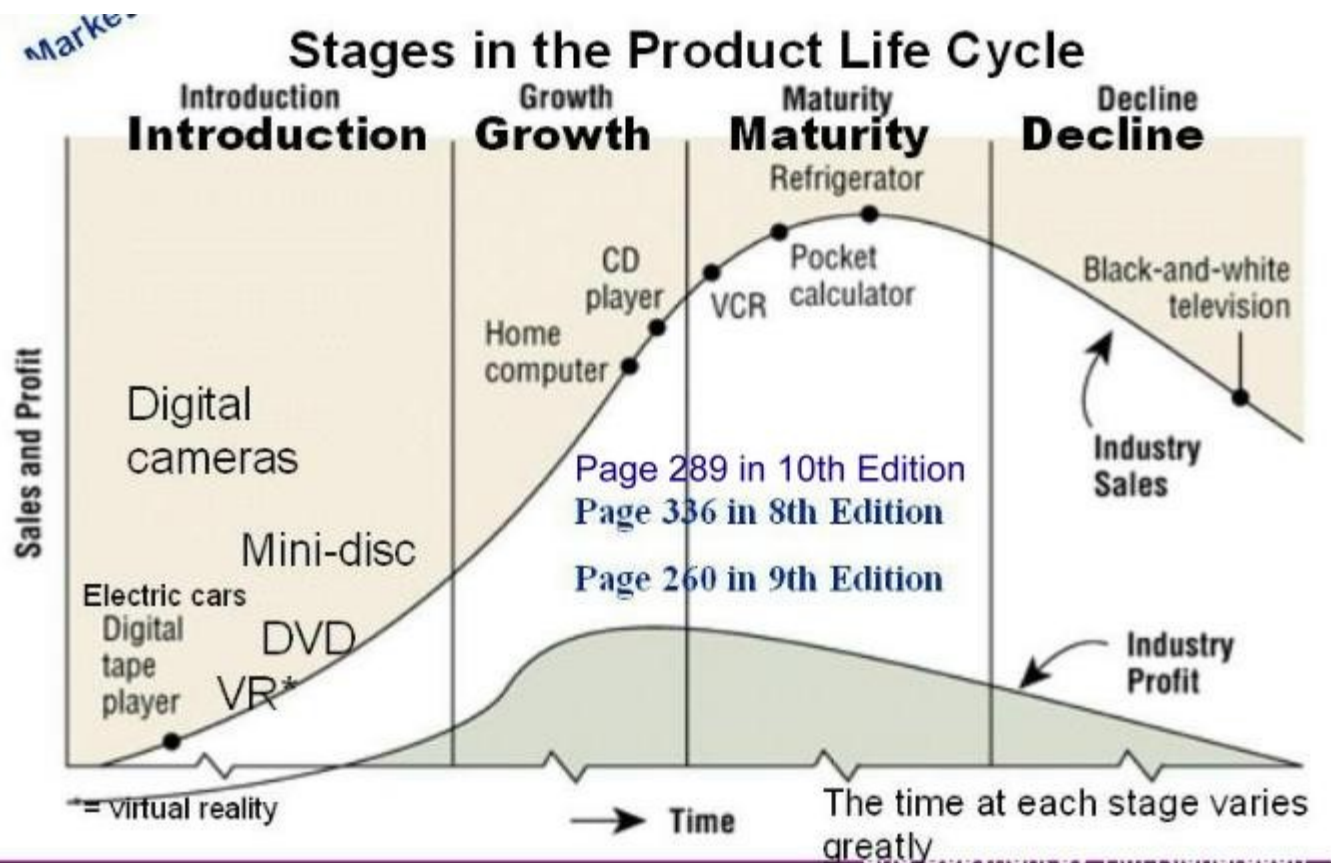 Market
Stages in the Product Life Cycle
Introduction
Growth
Maturity
Decline
Introduction
Growth
Maturity
Decline
Refrigerator
CD
player
VCR
Pocket
calculator
Black-and-white
television
Home
computer
Sales and Profit
Digital
cameras
Industry
Sales
Page 289 in 10th Edition
Page 336 in 8th Edition
Page 260 in 9th Edition
Mini-disc
Electric cars
Digital
tape
player
DVD
VR*
Industry
Profit
*= virtual reality
Time
The time at each stage varies
greatly